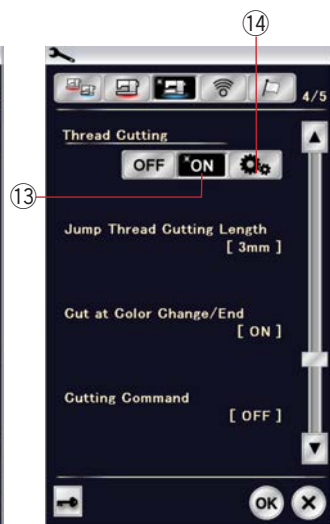 ⑭
4/5
Thread Cutting
OFF *ON
⑬
Jump Thread Cutting Length
[ 3mm ]
Cut at Color Change/End
[ ON ]
Cutting Command
[ OFF ]
OK